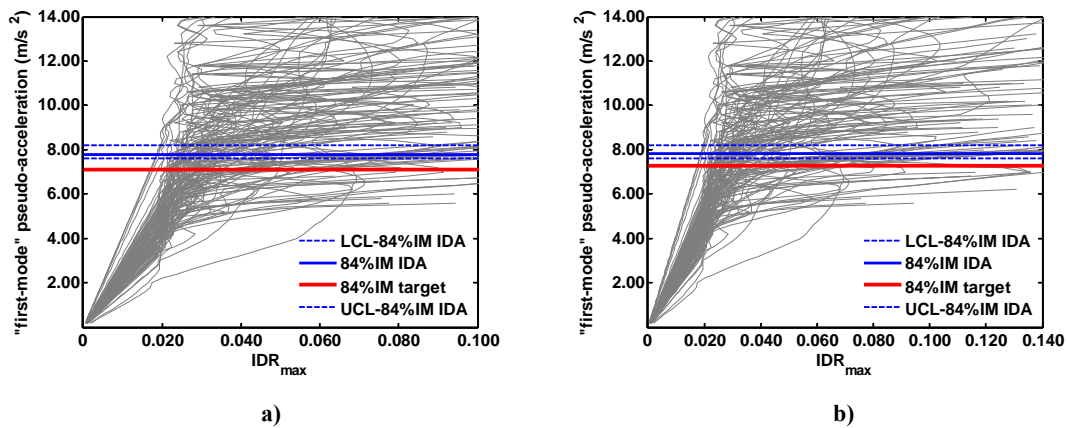 14.00
12.00
10.00
8.00
6.00
4.00
2.00
"first-mode" pseudo-acceleration (m/s²)
LCL-84%IM IDA
84%IM IDA
84%IM target
UCL-84%IM IDA
0 0.020 0.040 0.060 0.080 0.100
IDRmax
a)
14.00
12.00
10.00
8.00
6.00
4.00
2.00
"first-mode" pseudo-acceleration (m/s²)
LCL-84%IM IDA
84%IM IDA
84%IM target
UCL-84%IM IDA
0 0.020 0.040 0.060 0.080 0.100 0.120 0.140
IDRmax
b)